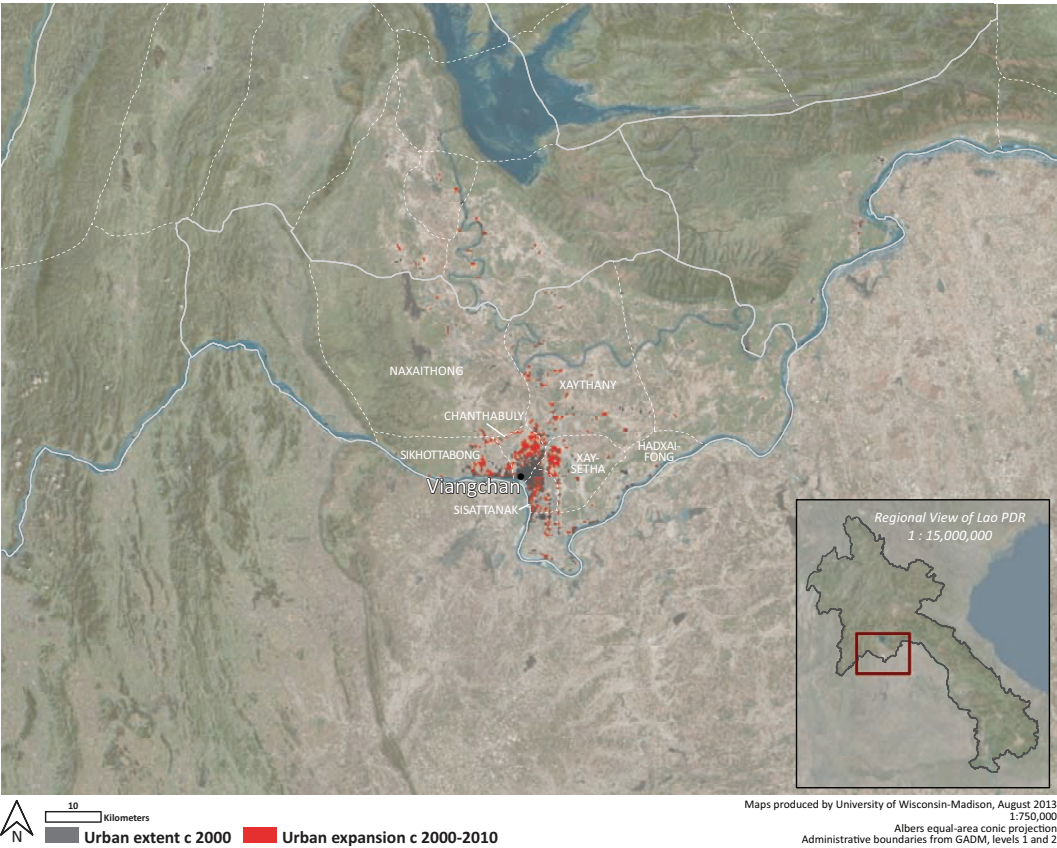 NAXAITHONG
XAYTHANY
CHANTHABULY
SIKHOTTABONG
XAY-
SETHA
HADXAI-
FONG
Viangchan
SISATTANAK
Regional View of Lao PDR
1 : 15,000,000
N
10
Kilometers
Urban extent c 2000
Urban expansion c 2000-2010
Maps produced by University of Wisconsin-Madison, August 2013
1:750,000
Albers equal-area conic projection
Administrative boundaries from GADM, levels 1 and 2